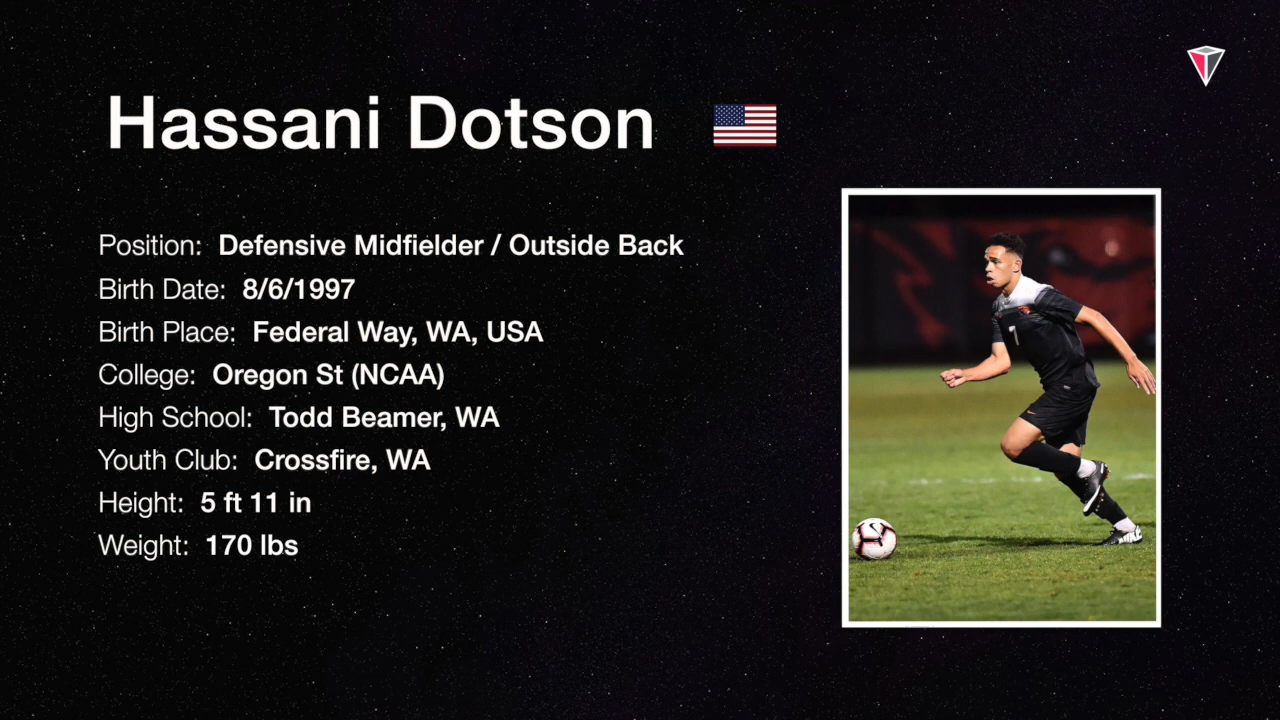 Hassani Dotson
Position: Defensive Midfielder / Outside Back
Birth Date: 8/6/1997
Birth Place: Federal Way, WA, USA
College: Oregon St (NCAA)
High School: Todd Beamer, WA
Youth Club: Crossfire, WA
Height: 5 ft 11 in
Weight: 170 lbs
7